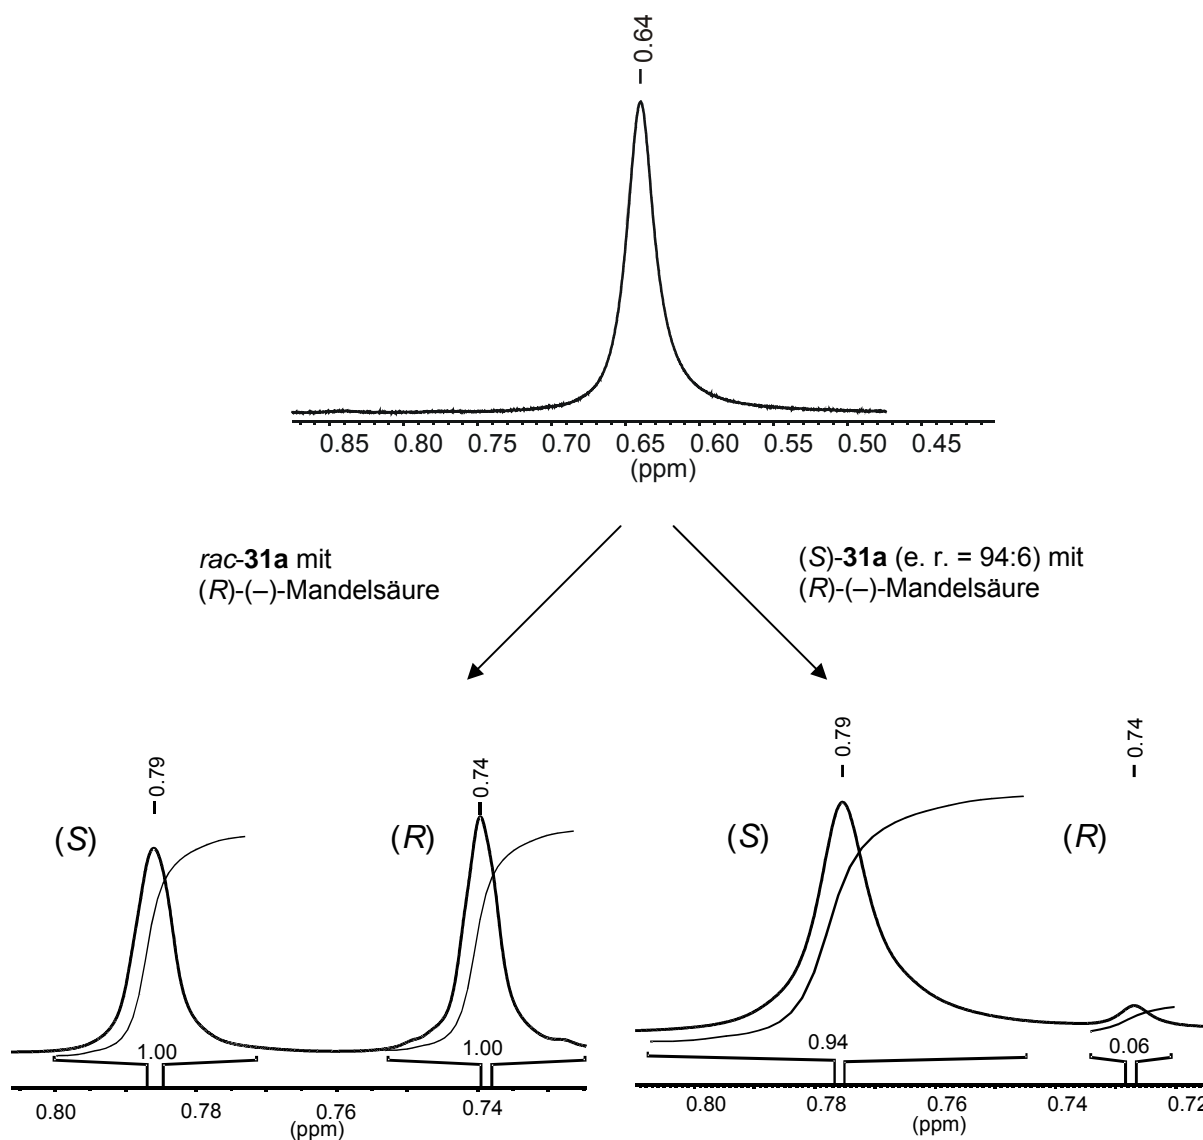 – 0.64
0.85 0.80 0.75 0.70 0.65 0.60 0.55 0.50 0.45
(ppm)
rac-31a mit
(R)-(–)-Mandelsäure
(S)-31a (e. r. = 94:6) mit
(R)-(–)-Mandelsäure
– 0.79
– 0.74
(S)
(R)
1.00
1.00
0.80 0.78 0.76 0.74
(ppm)
– 0.79
– 0.74
(S)
(R)
0.94
0.06
0.80 0.78 0.76 0.74 0.72
(ppm)